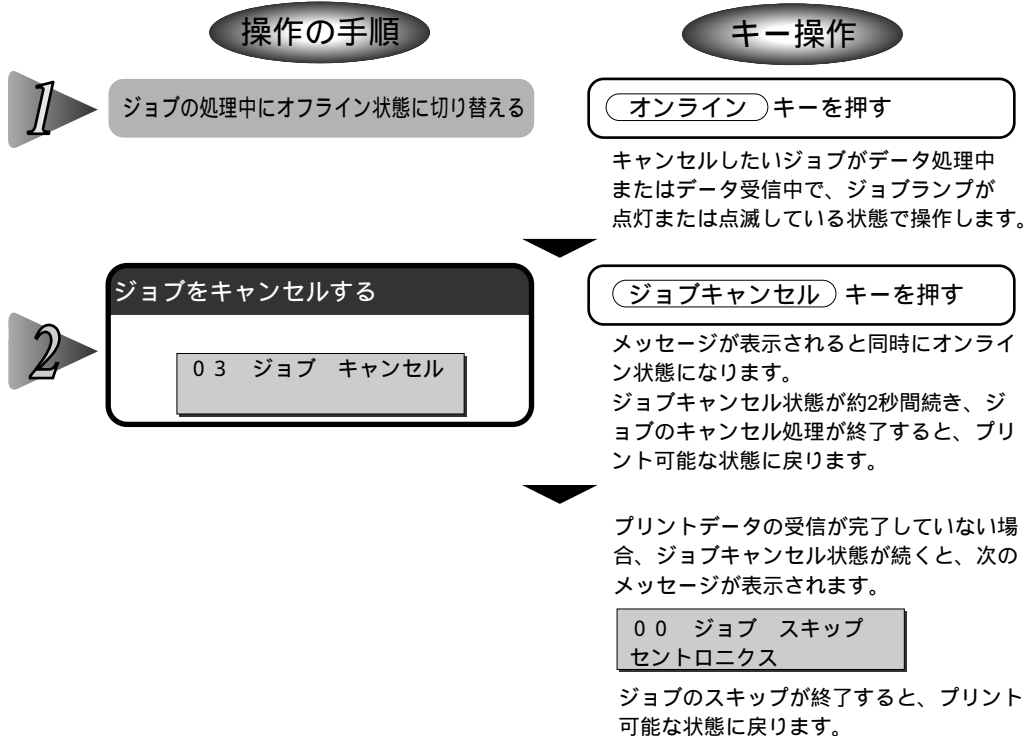 操作の手順
キー操作
1
ジョブの処理中にオフライン状態に切り替える
オンライン キーを押す
キャンセルしたいジョブがデータ処理中
またはデータ受信中で、ジョブランプが
点灯または点滅している状態で操作します。
2
ジョブをキャンセルする
03 ジョブ キャンセル
ジョブキャンセル キーを押す
メッセージが表示されると同時にオンライ
ン状態になります。
ジョブキャンセル状態が約2秒間続き、ジ
ョブのキャンセル処理が終了すると、プリ
ント可能な状態に戻ります。
プリントデータの受信が完了していない場
合、ジョブキャンセル状態が続くと、次の
メッセージが表示されます。
00 ジョブ スキップ
セントロニクス
ジョブのスキップが終了すると、プリント
可能な状態に戻ります。